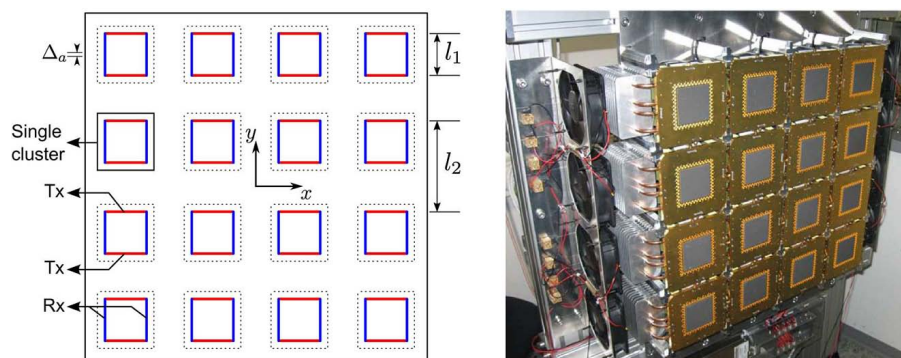 Δₐ
l₁
Single
cluster
y
x
l₂
Tx
Tx
Rx